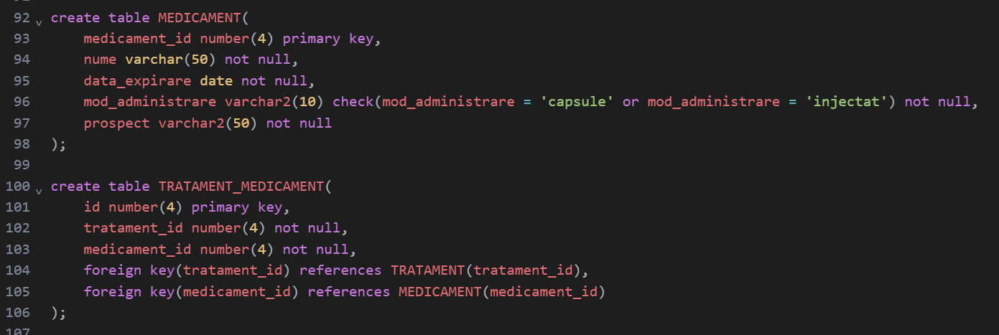 92 create table MEDICAMENT(
93 medicament_id number(4) primary key,
94 nume varchar(50) not null,
95 data_expirare date not null,
96 mod_administrare varchar2(10) check(mod_administrare = 'capsule' or mod_administrare = 'injectat') not null,
97 prospect varchar2(50) not null
98 );
99
100 create table TRATAMENT_MEDICAMENT(
101 id number(4) primary key,
102 tratament_id number(4) not null,
103 medicament_id number(4) not null,
104 foreign key(tratament_id) references TRATAMENT(tratament_id),
105 foreign key(medicament_id) references MEDICAMENT(medicament_id)
106 );
107